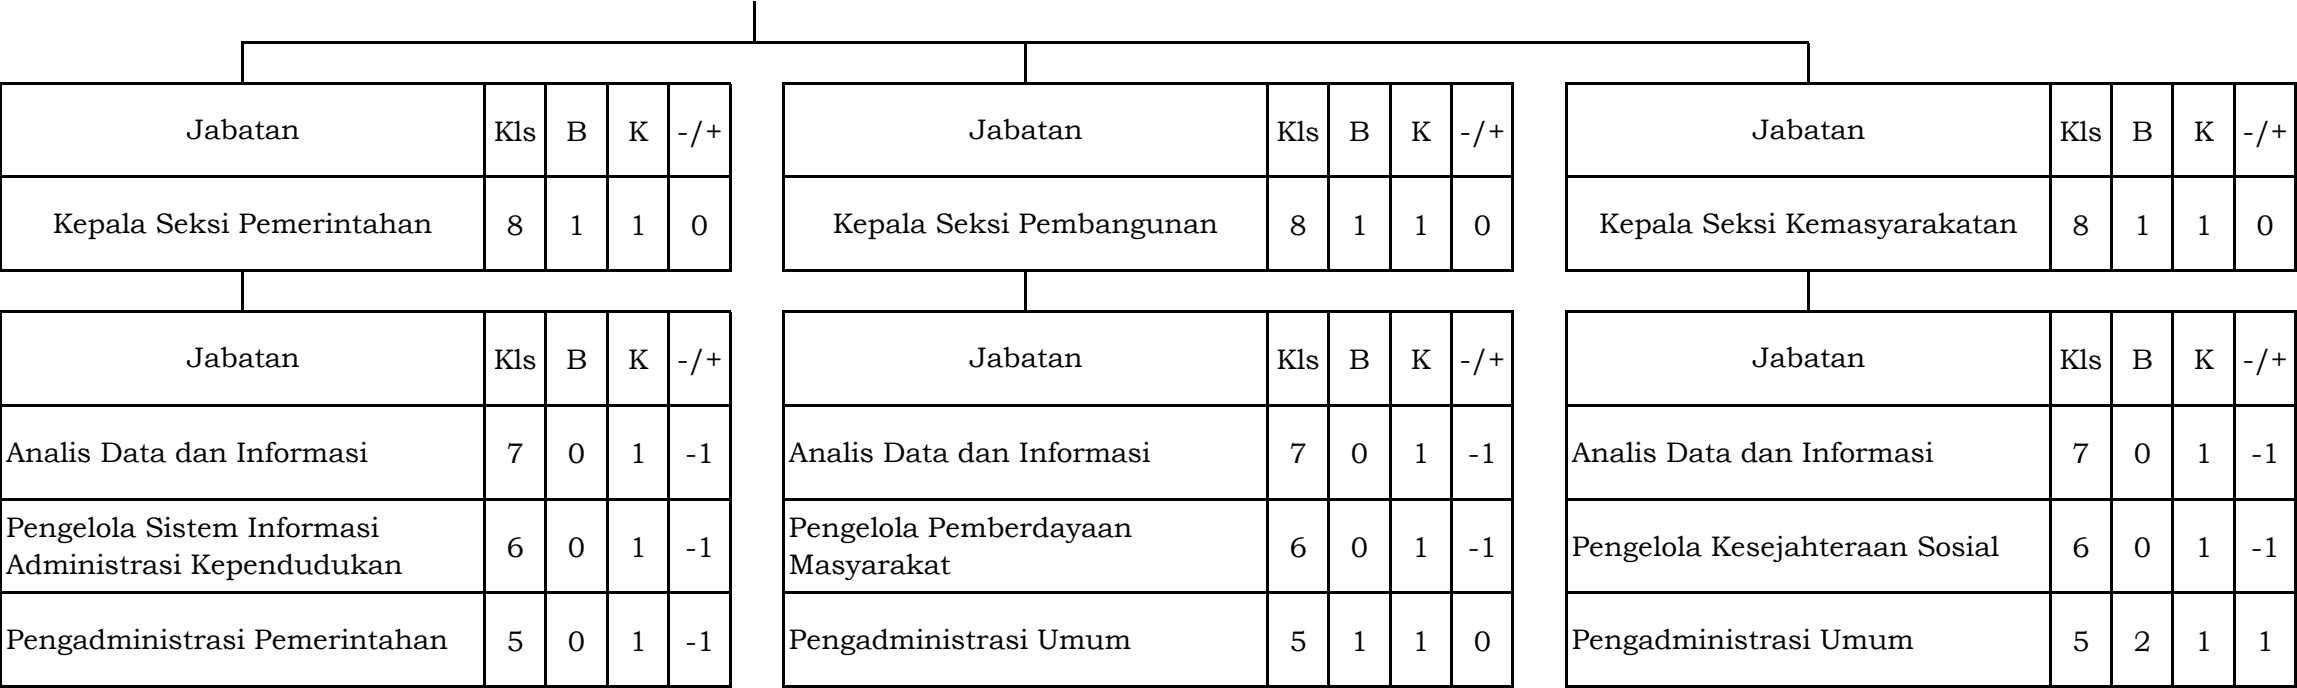 Jabatan Kls B K -/+
Kepala Seksi Pemerintahan 8 1 1 0
Jabatan Kls B K -/+
Kepala Seksi Pembangunan 8 1 1 0
Jabatan Kls B K -/+
Kepala Seksi Kemasyarakatan 8 1 1 0
Jabatan Kls B K -/+
Analis Data dan Informasi 7 0 1 -1
Pengelola Sistem Informasi
Administrasi Kependudukan 6 0 1 -1
Pengadministrasi Pemerintahan 5 0 1 -1
Jabatan Kls B K -/+
Analis Data dan Informasi 7 0 1 -1
Pengelola Pemberdayaan
Masyarakat 6 0 1 -1
Pengadministrasi Umum 5 1 1 0
Jabatan Kls B K -/+
Analis Data dan Informasi 7 0 1 -1
Pengelola Kesejahteraan Sosial 6 0 1 -1
Pengadministrasi Umum 5 2 1 1